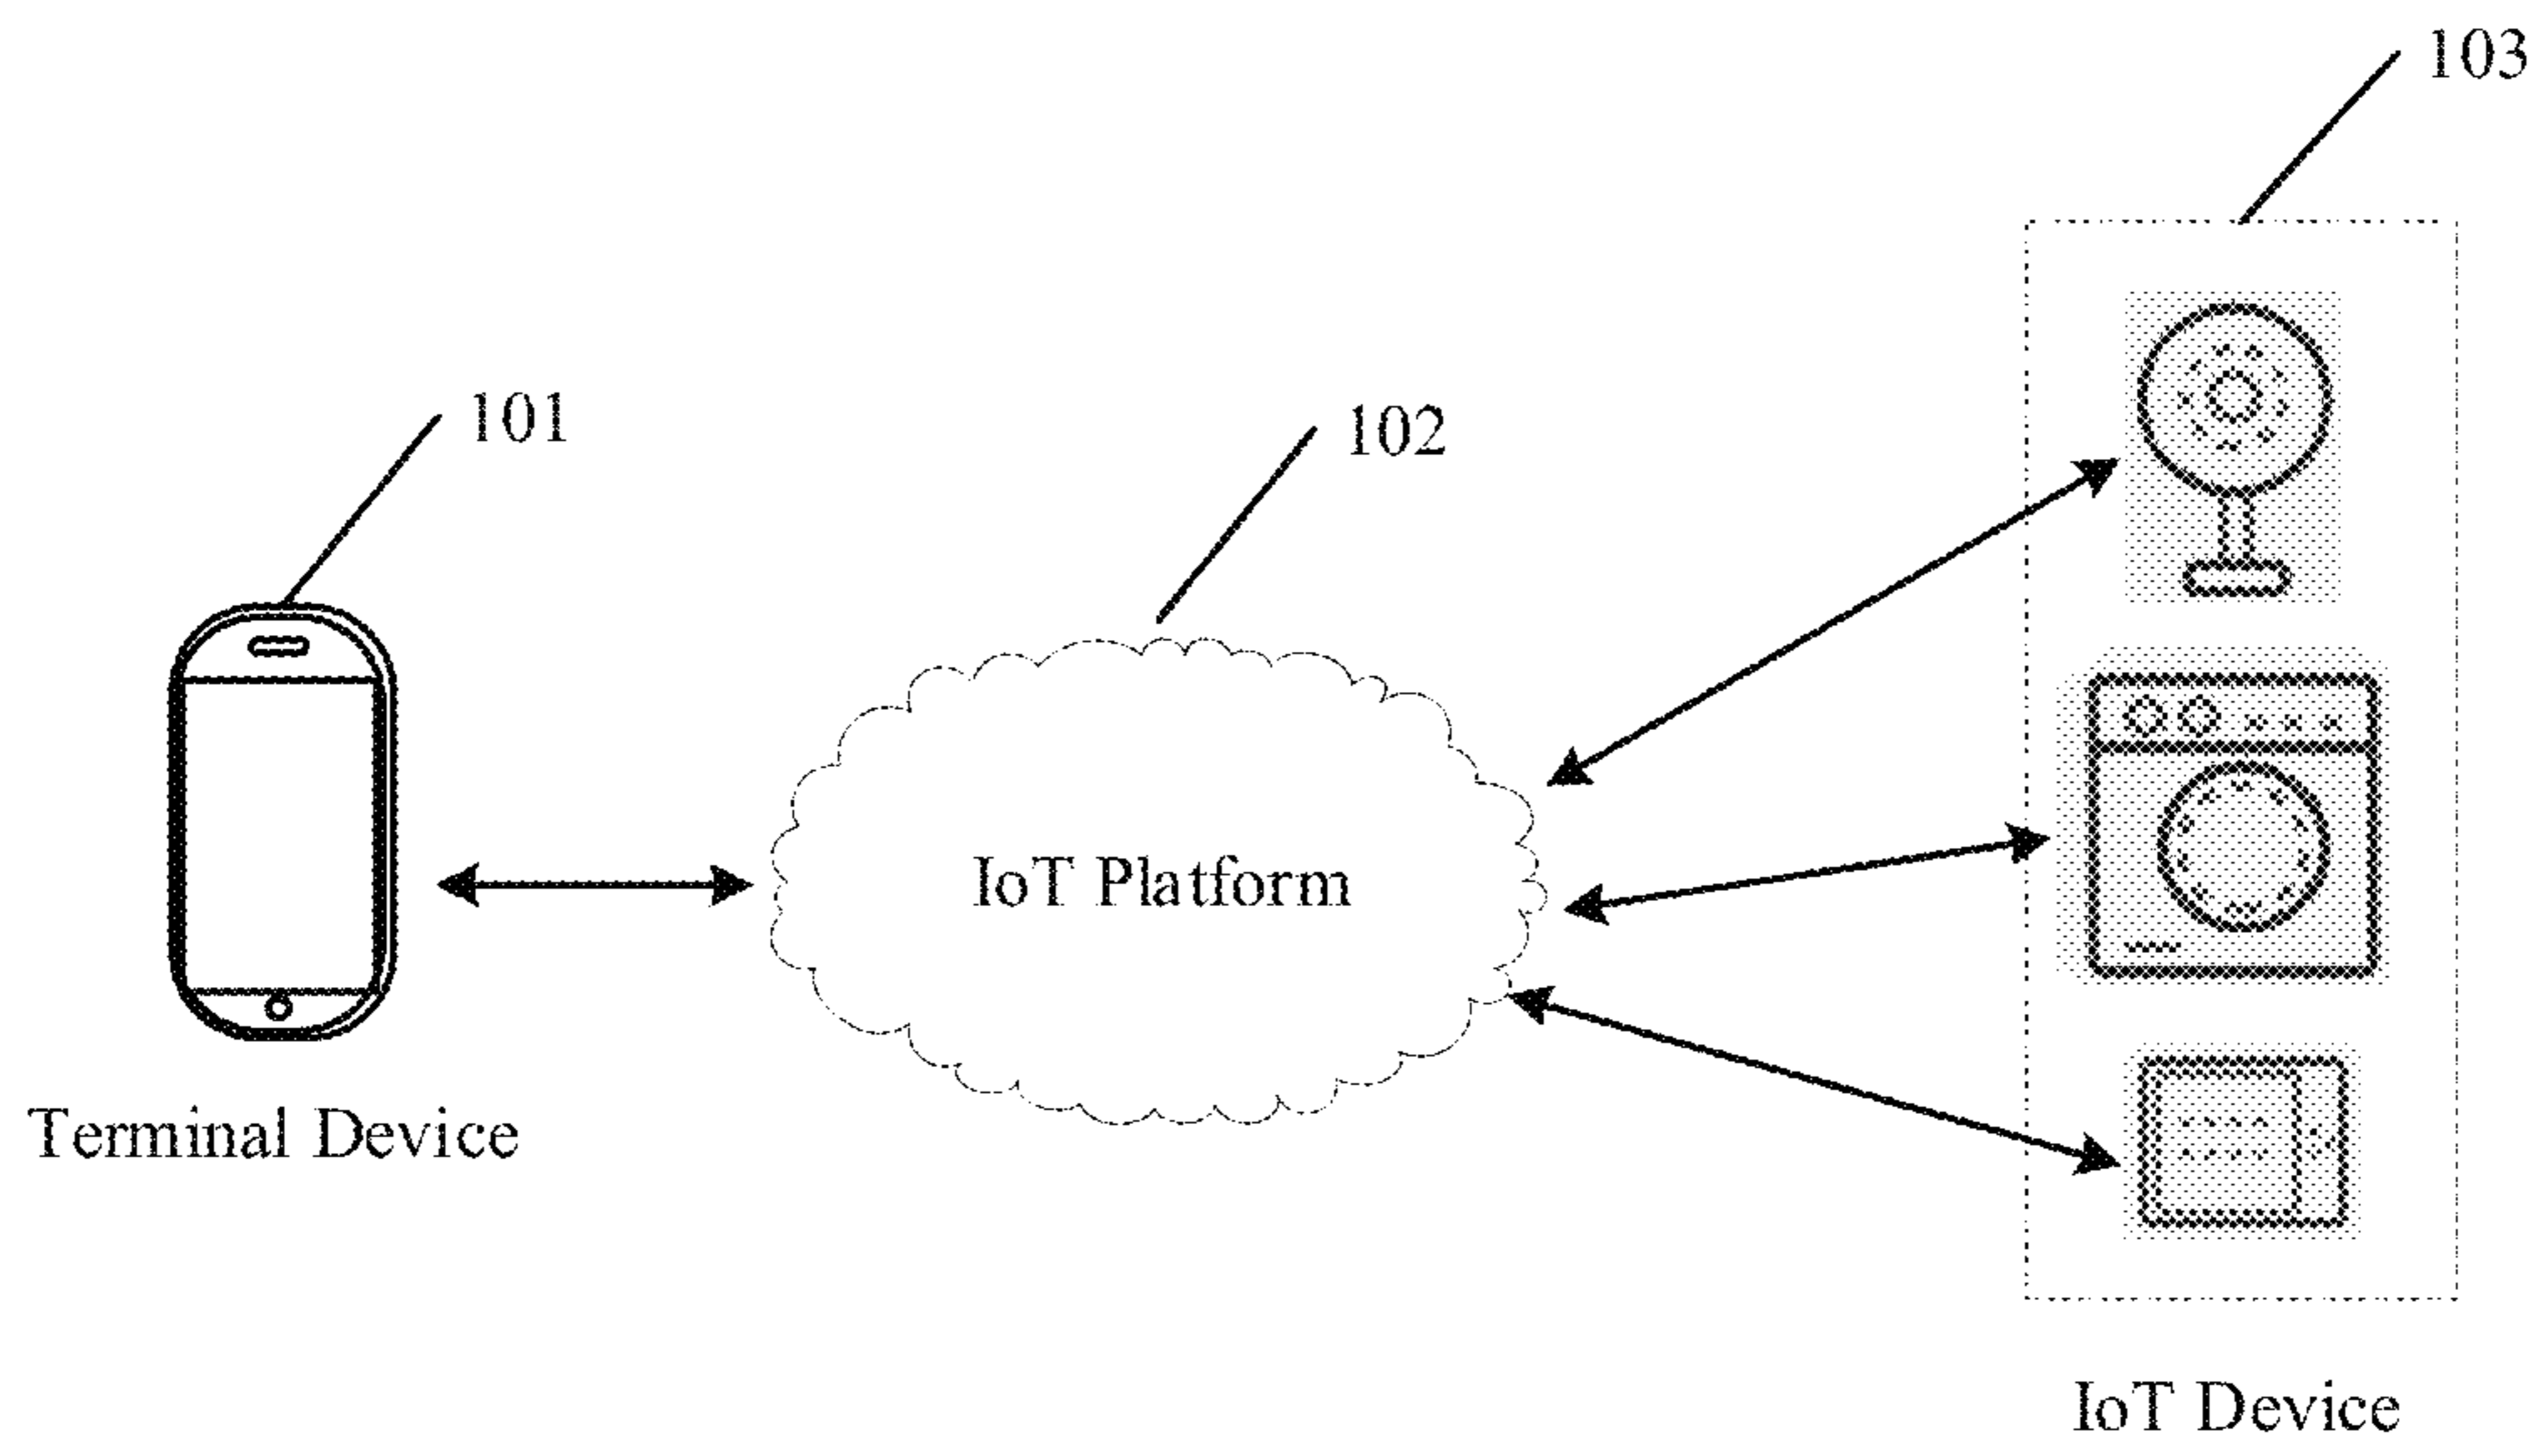 103
101
102
IoT Platform
Terminal Device
IoT Device